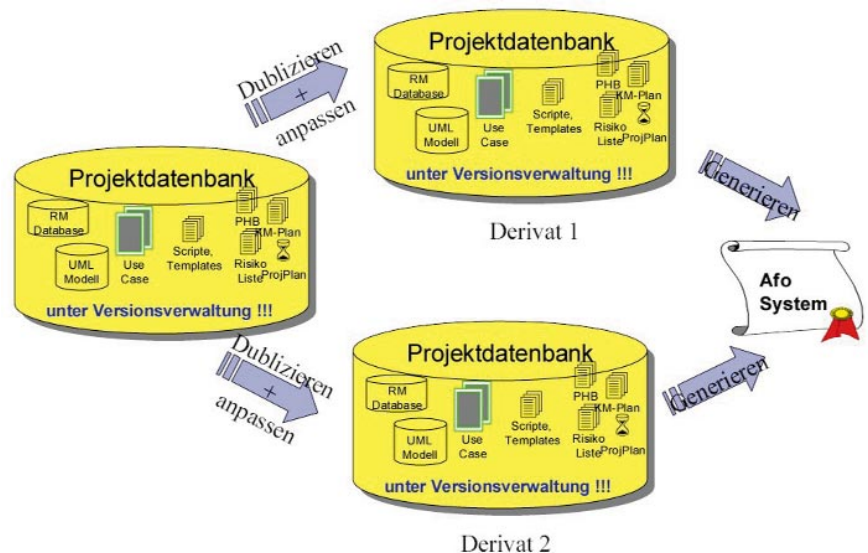 Projektdatenbank
RM
Database
UML
Modell
Use
Case
Scripte,
Templates
PHB
KM-Plan
Risiko
Liste
ProjPlan
unter Versionsverwaltung !!!
Dublizieren
+
anpassen
Projektdatenbank
RM
Database
UML
Modell
Use
Case
Scripte,
Templates
PHB
KM-Plan
Risiko
Liste
ProjPlan
unter Versionsverwaltung !!!
Derivat 1
Generieren
Dublizieren
+
anpassen
Projektdatenbank
RM
Database
UML
Modell
Use
Case
Scripte,
Templates
PHB
KM-Plan
Risiko
Liste
ProjPlan
unter Versionsverwaltung !!!
Derivat 2
Generieren
Afo
System